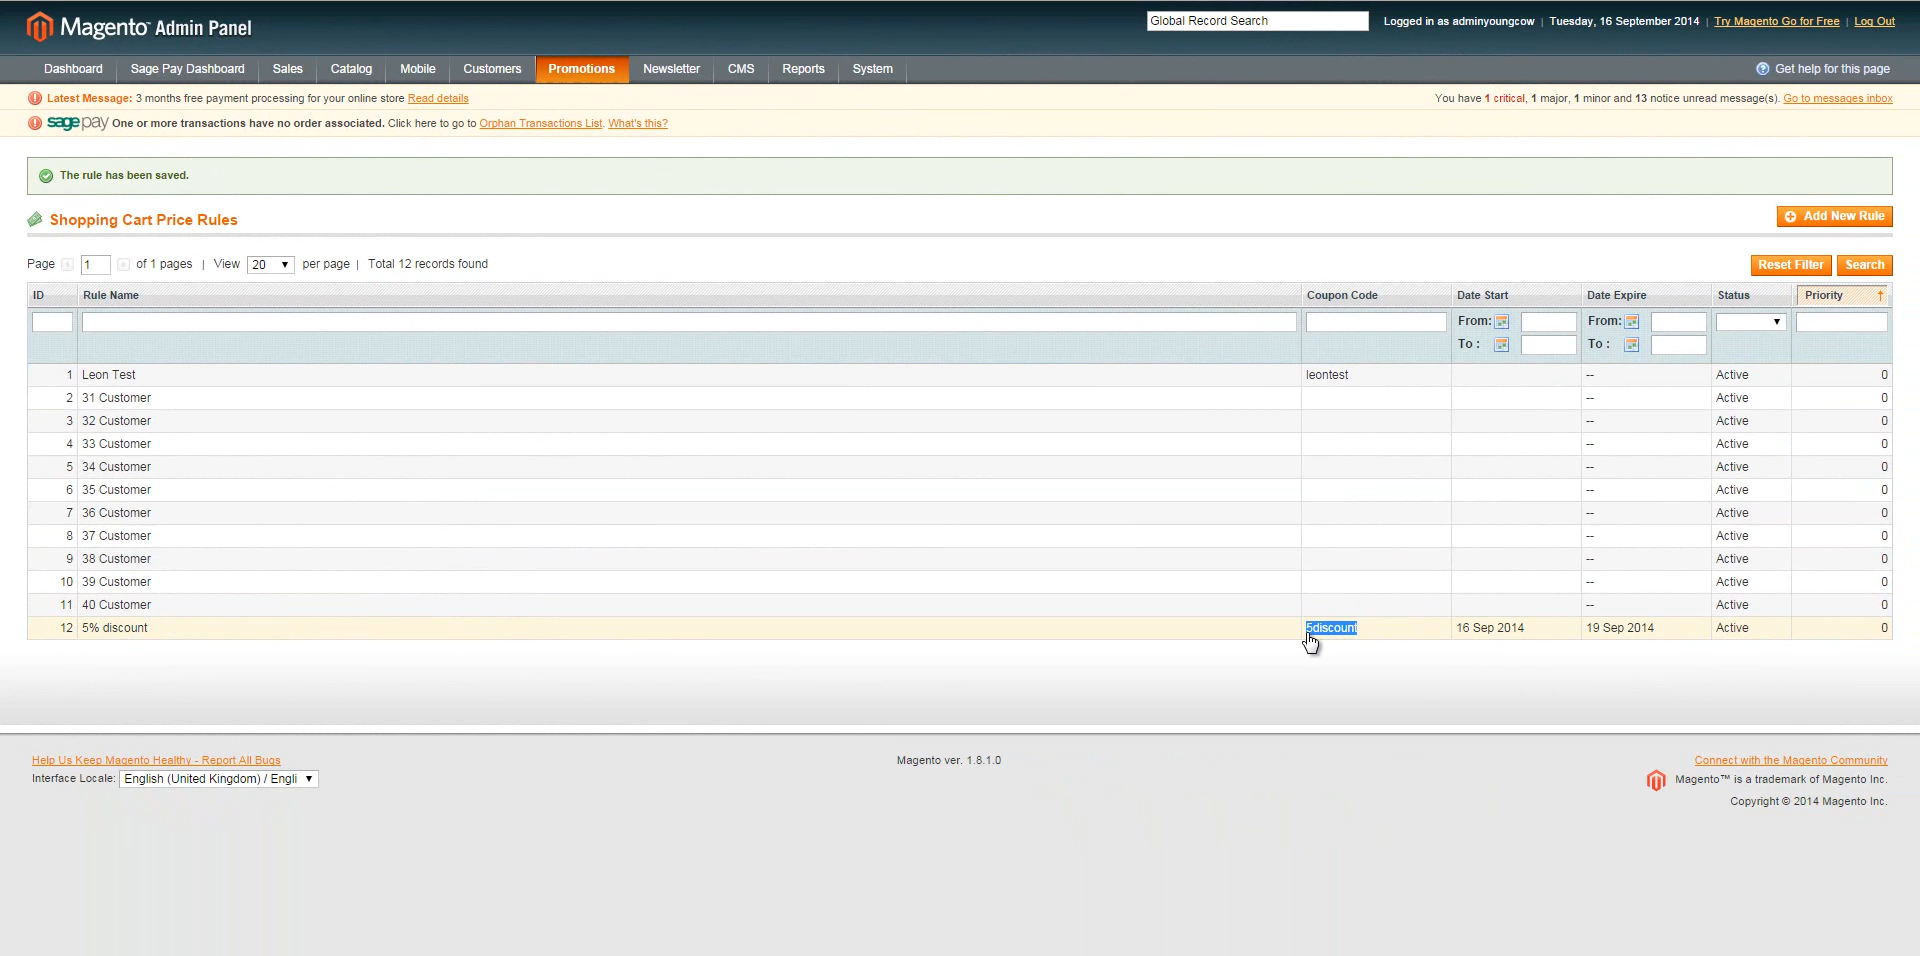 Magento™ Admin Panel
Global Record Search
Logged in as adminyoungcow | Tuesday, 16 September 2014 | Try Magento Go for Free | Log Out
Dashboard Sage Pay Dashboard Sales Catalog Mobile Customers Promotions Newsletter CMS Reports System
Get help for this page
Latest Message: 3 months free payment processing for your online store Read details
You have 1 critical, 1 major, 1 minor and 13 notice unread message(s). Go to messages inbox
sage pay One or more transactions have no order associated. Click here to go to Orphan Transactions List. What's this?
The rule has been saved.
Shopping Cart Price Rules
Add New Rule
Page 1 of 1 pages | View 20 per page | Total 12 records found
Reset Filter Search
ID Rule Name Coupon Code Date Start Date Expire Status Priority
From: From:
To : To :
1 Leon Test leontest -- Active 0
2 31 Customer -- Active 0
3 32 Customer -- Active 0
4 33 Customer -- Active 0
5 34 Customer -- Active 0
6 35 Customer -- Active 0
7 36 Customer -- Active 0
8 37 Customer -- Active 0
9 38 Customer -- Active 0
10 39 Customer -- Active 0
11 40 Customer -- Active 0
12 5% discount 5discount 16 Sep 2014 19 Sep 2014 Active 0
Help Us Keep Magento Healthy - Report All Bugs
Magento ver. 1.8.1.0
Connect with the Magento Community
Interface Locale: English (United Kingdom) / Engli
Magento™ is a trademark of Magento Inc.
Copyright © 2014 Magento Inc.